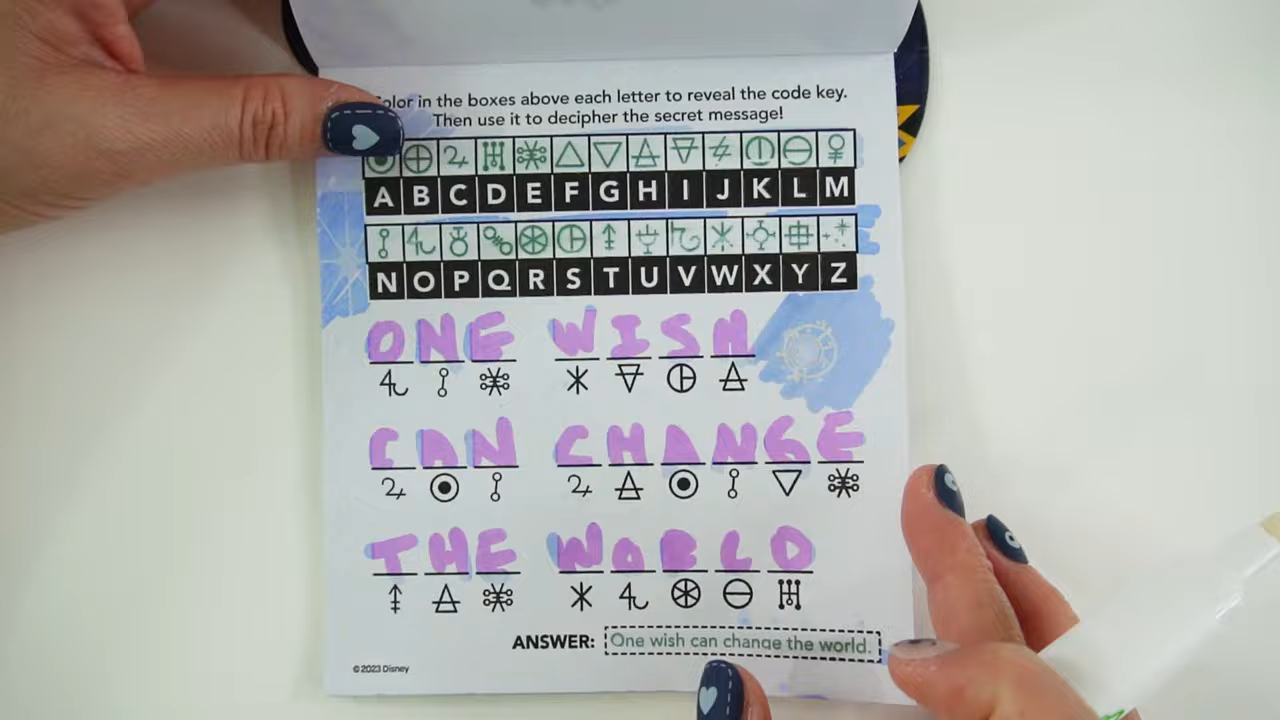 Color in the boxes above each letter to reveal the code key.
Then use it to decipher the secret message!
A B C D E F G H I J K L M
N O P Q R S T U V W X Y Z
ONE WISH
CAN CHANGE
THE WORLD
ANSWER: One wish can change the world.
©2023 Disney